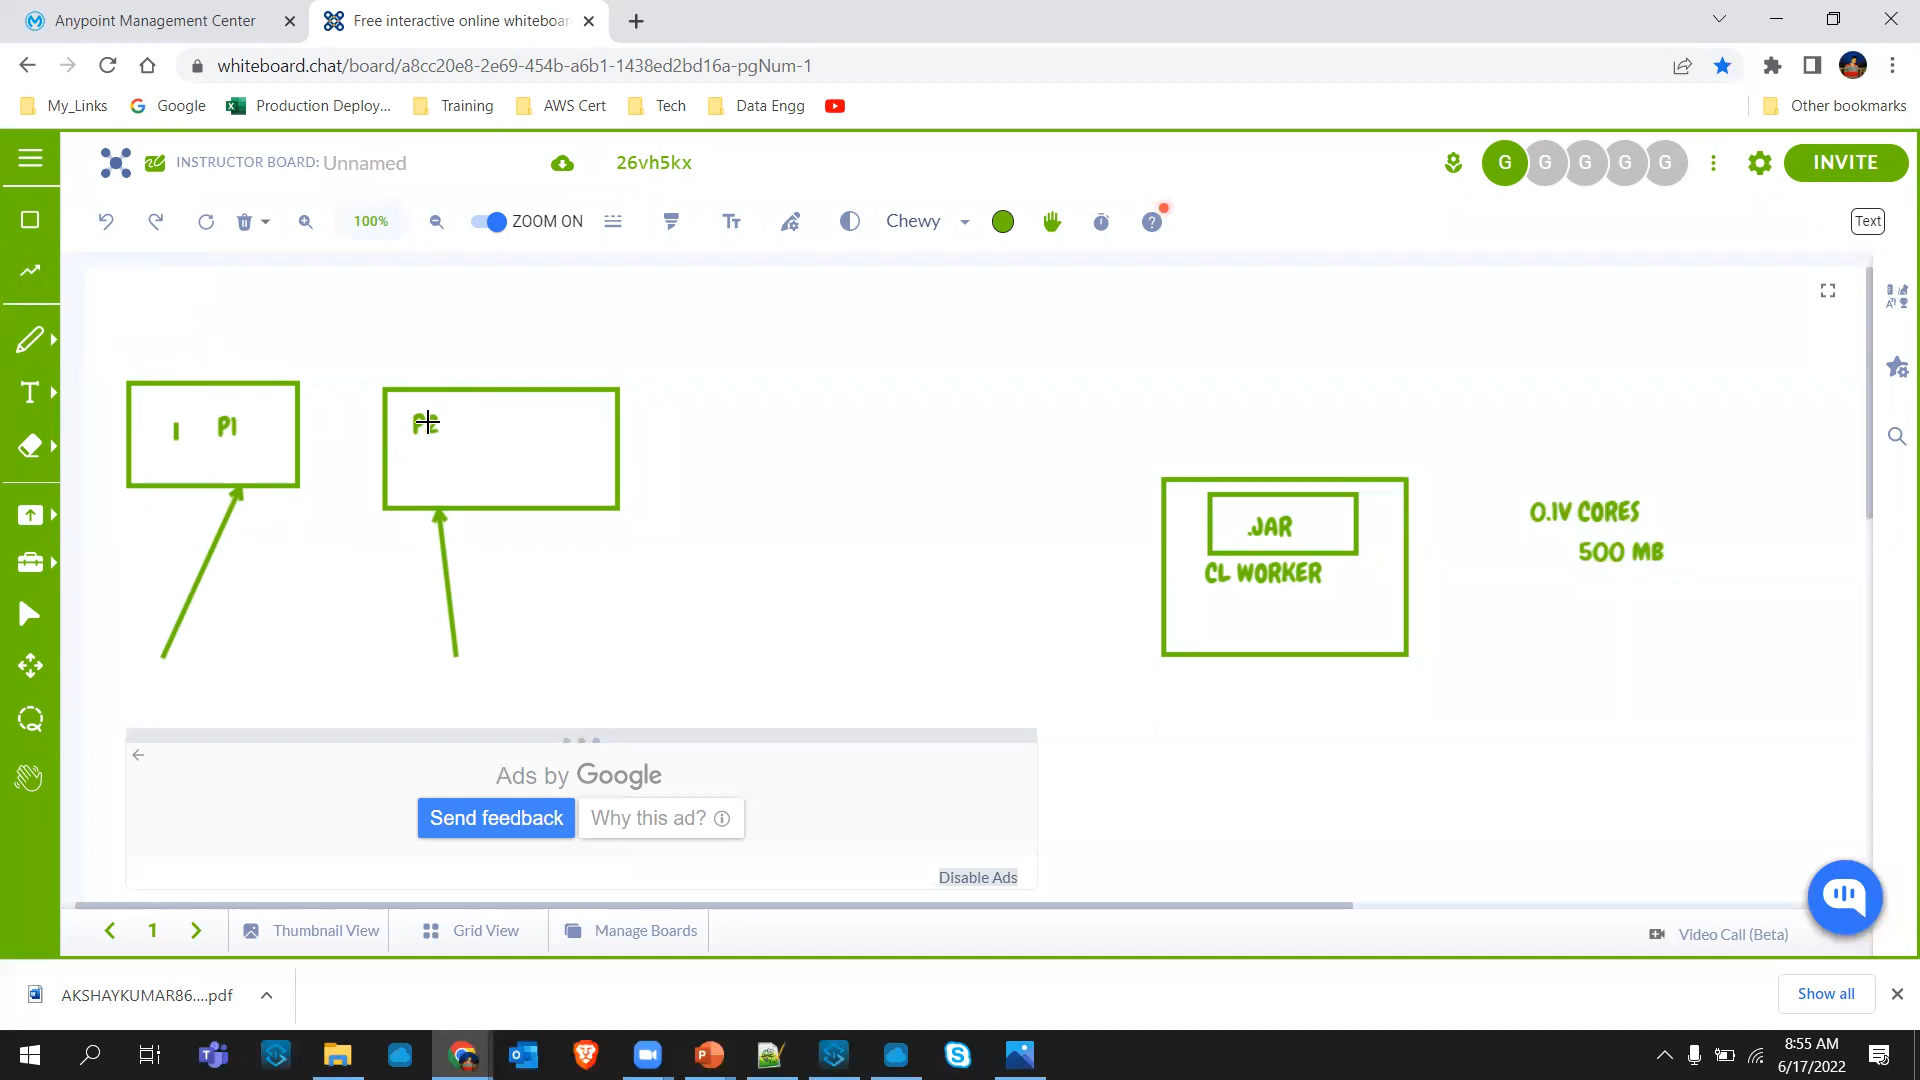 Anypoint Management Center
Free interactive online whiteboar
whiteboard.chat/board/a8cc20e8-2e69-454b-a6b1-1438ed2bd16a-pgNum-1
My_Links
Google
Production Deploy...
Training
AWS Cert
Tech
Data Engg
Other bookmarks
INSTRUCTOR BOARD: Unnamed
26vh5kx
G
G
G
G
G
INVITE
100%
ZOOM ON
Chewy
Text
I P1
P2
.JAR
CL WORKER
0.1V CORES
500 MB
Ads by Google
Send feedback
Why this ad?
Disable Ads
1
Thumbnail View
Grid View
Manage Boards
Video Call (Beta)
AKSHAYKUMAR86....pdf
Show all
8:55 AM
6/17/2022